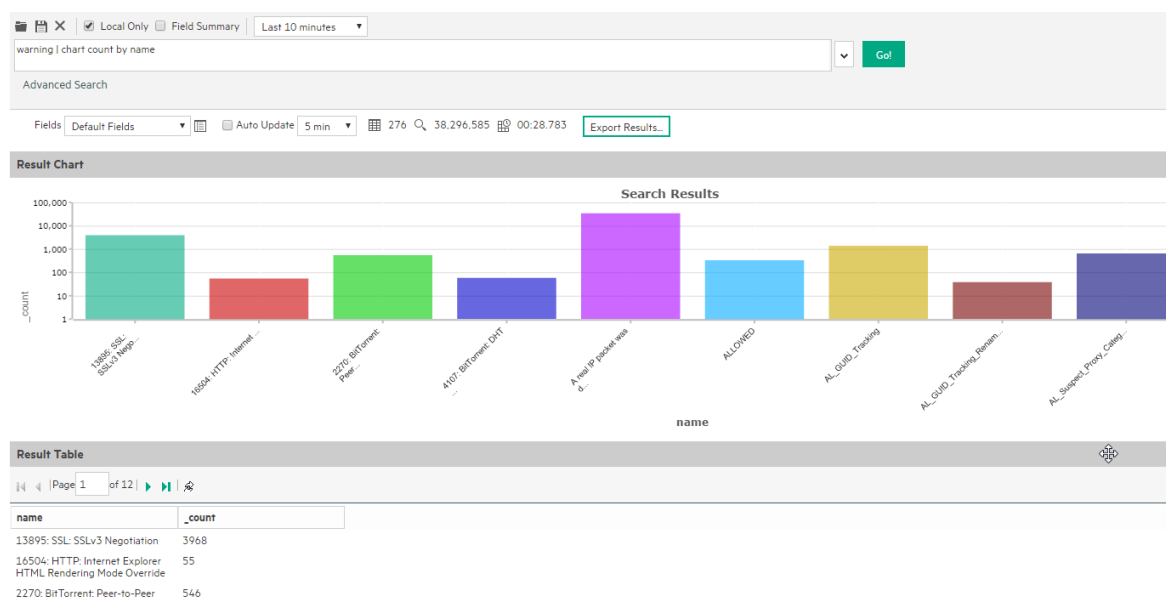 Local Only Field Summary Last 10 minutes
warning | chart count by name
Go!
Advanced Search
Fields Default Fields Auto Update 5 min 276 38,296,585 00:28.783 Export Results...
Result Chart
Search Results
100,000
10,000
1,000
100
10
1
_count
13895: SSL:
SSLv3 Nego...
16504: HTTP: Internet ...
2270: BitTorrent:
Peer...
4107: BitTorrent: DHT
...
A real IP packet was
d...
ALLOWED
AL_GUID_Tracking
AL_GUID_Tracking_Renam...
AL_Suspect_Proxy_Categ...
name
Result Table
Page 1 of 12
name _count
13895: SSL: SSLv3 Negotiation 3968
16504: HTTP: Internet Explorer 55
HTML Rendering Mode Override
2270: BitTorrent: Peer-to-Peer 546